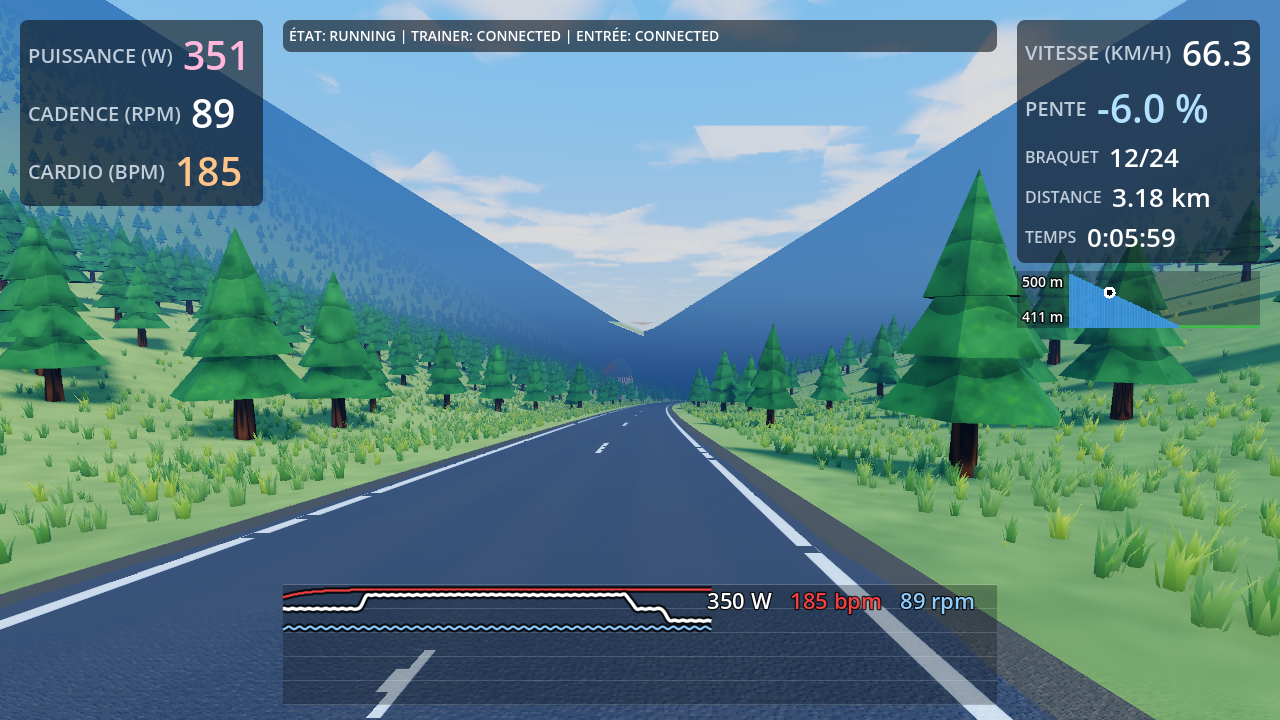 PUISSANCE (W) 351
CADENCE (RPM) 89
CARDIO (BPM) 185
ÉTAT: RUNNING | TRAINER: CONNECTED | ENTRÉE: CONNECTED
VITESSE (KM/H) 66.3
PENTE -6.0 %
BRAQUET 12/24
DISTANCE 3.18 km
TEMPS 0:05:59
500 m
411 m
350 W 185 bpm 89 rpm